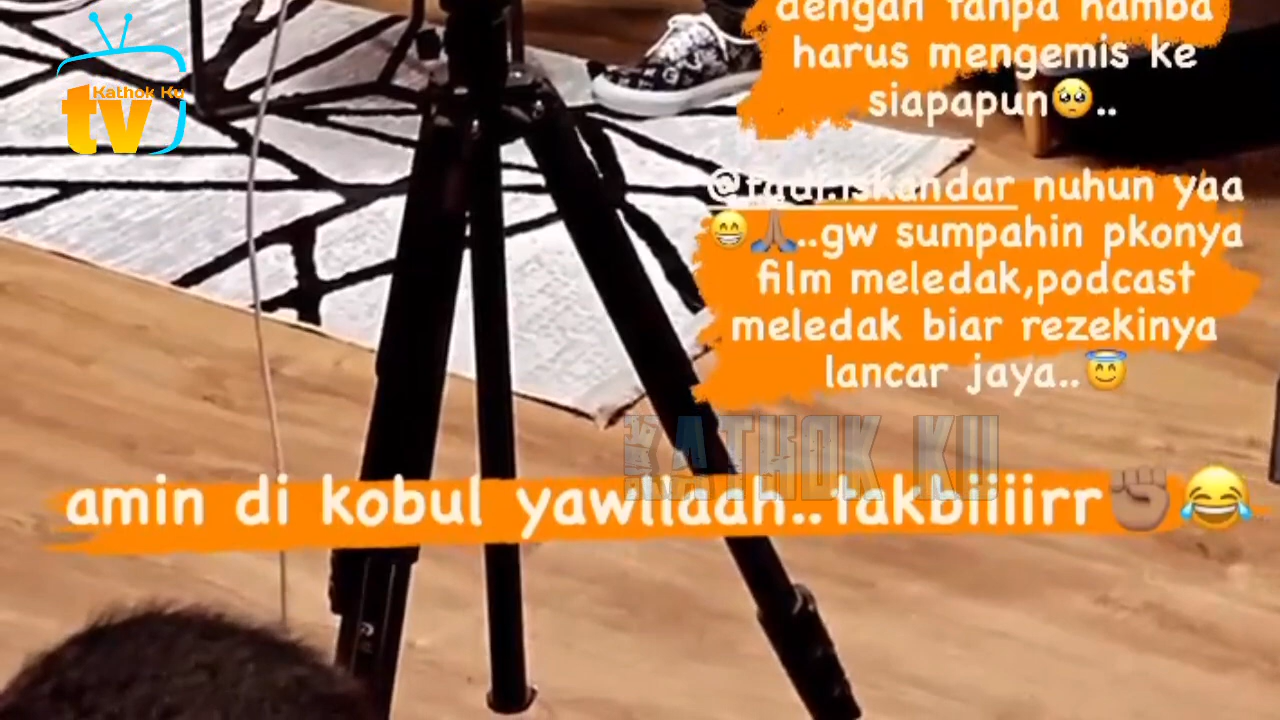 Kathok Ku
tv
dengan tanpa hamba
harus mengemis ke
siapapun🥺..
nuhun yaa
😁🙏🏽..gw sumpahin pkonya
film meledak,podcast
meledak biar rezekinya
lancar jaya..😇
KATHOK KU
amin di kobul yawllaah..takbiiiirr✊🏽😂